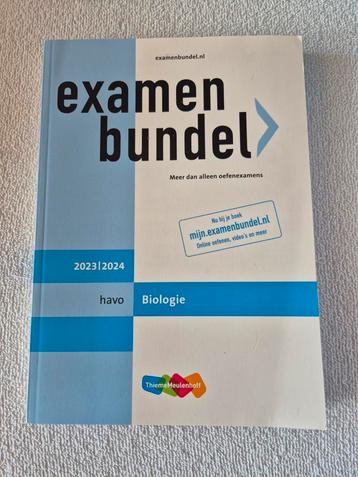 examenbundel.nl
examen
bundel
Meer dan alleen oefenexamens
Nu bij je boek
mijn.examenbundel.nl
Online oefenen, video's en meer
2023|2024
havo
Biologie
ThiemeMeulenhoff